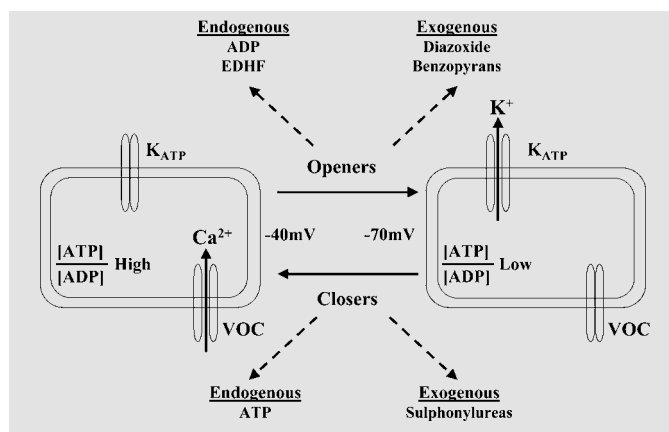 Endogenous
ADP
EDHF
Exogenous
Diazoxide
Benzopyrans
K+
KATP
Openers
KATP
[ATP]
[ADP]
High
Ca2+
-40mV
-70mV
[ATP]
[ADP]
Low
VOC
Closers
VOC
Endogenous
ATP
Exogenous
Sulphonylureas